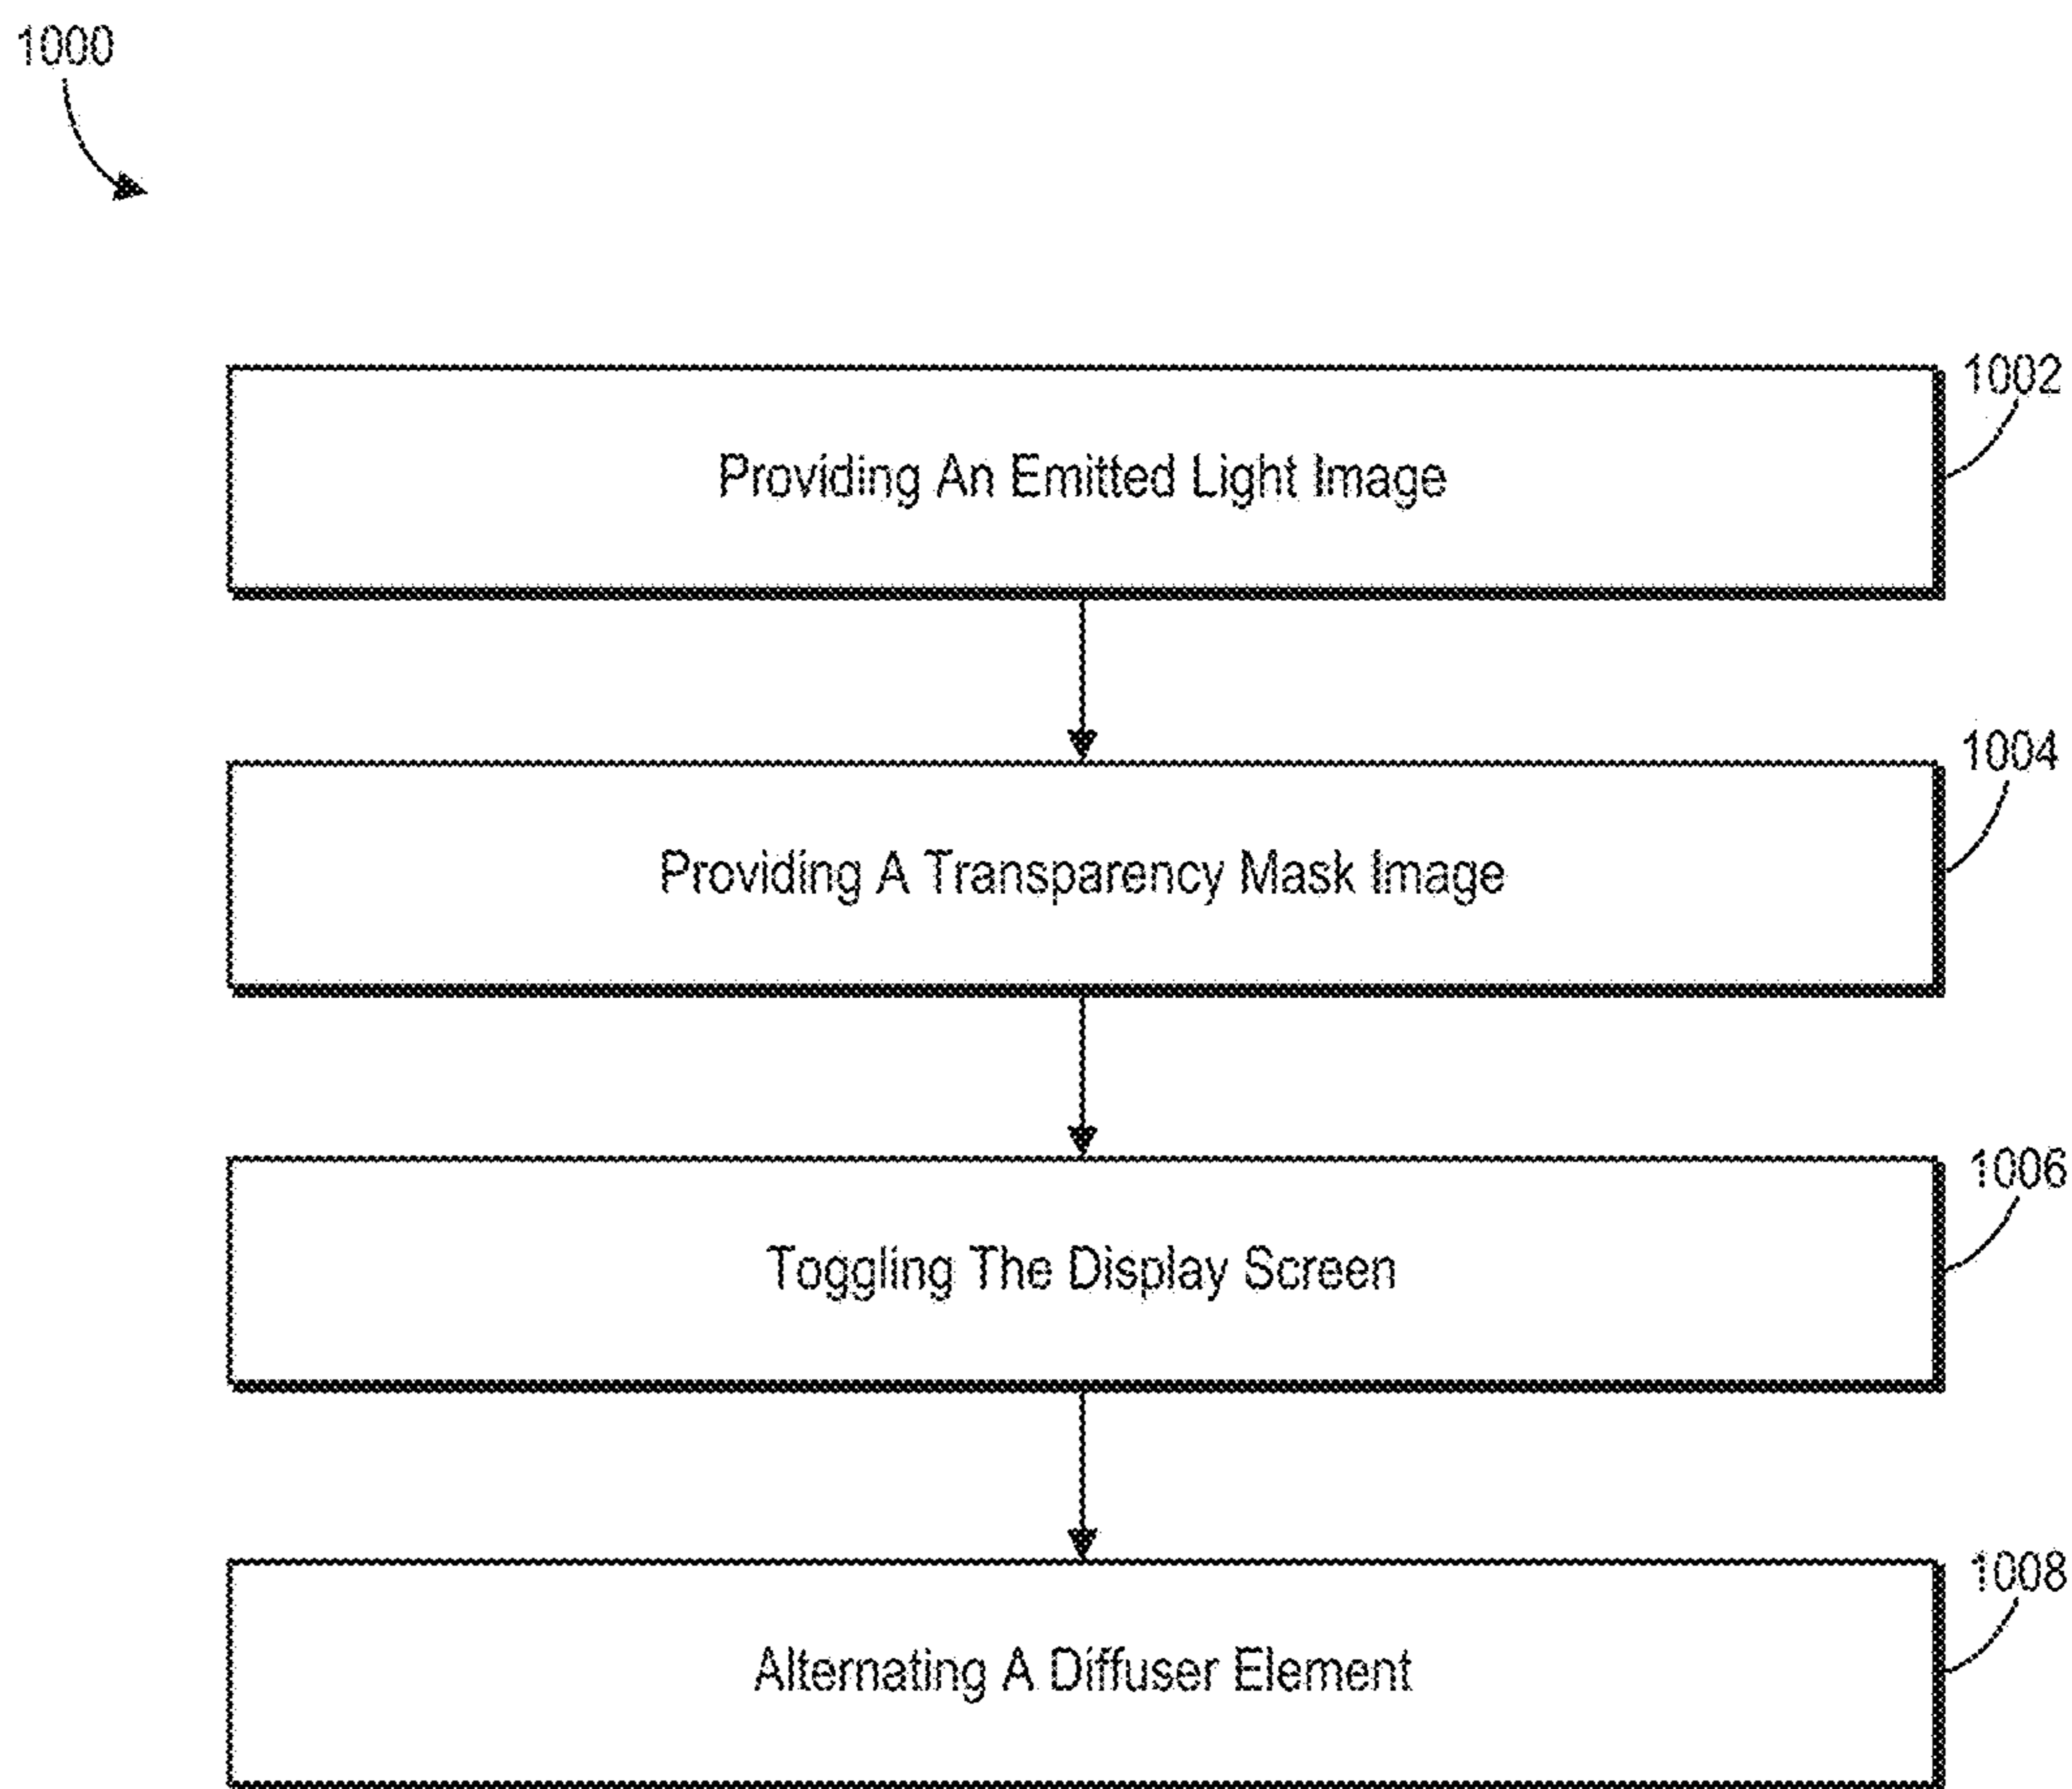 1000
1002
Providing An Emitted Light Image
1004
Providing A Transparency Mask Image
1006
Toggling The Display Screen
1008
Alternating A Diffuser Element